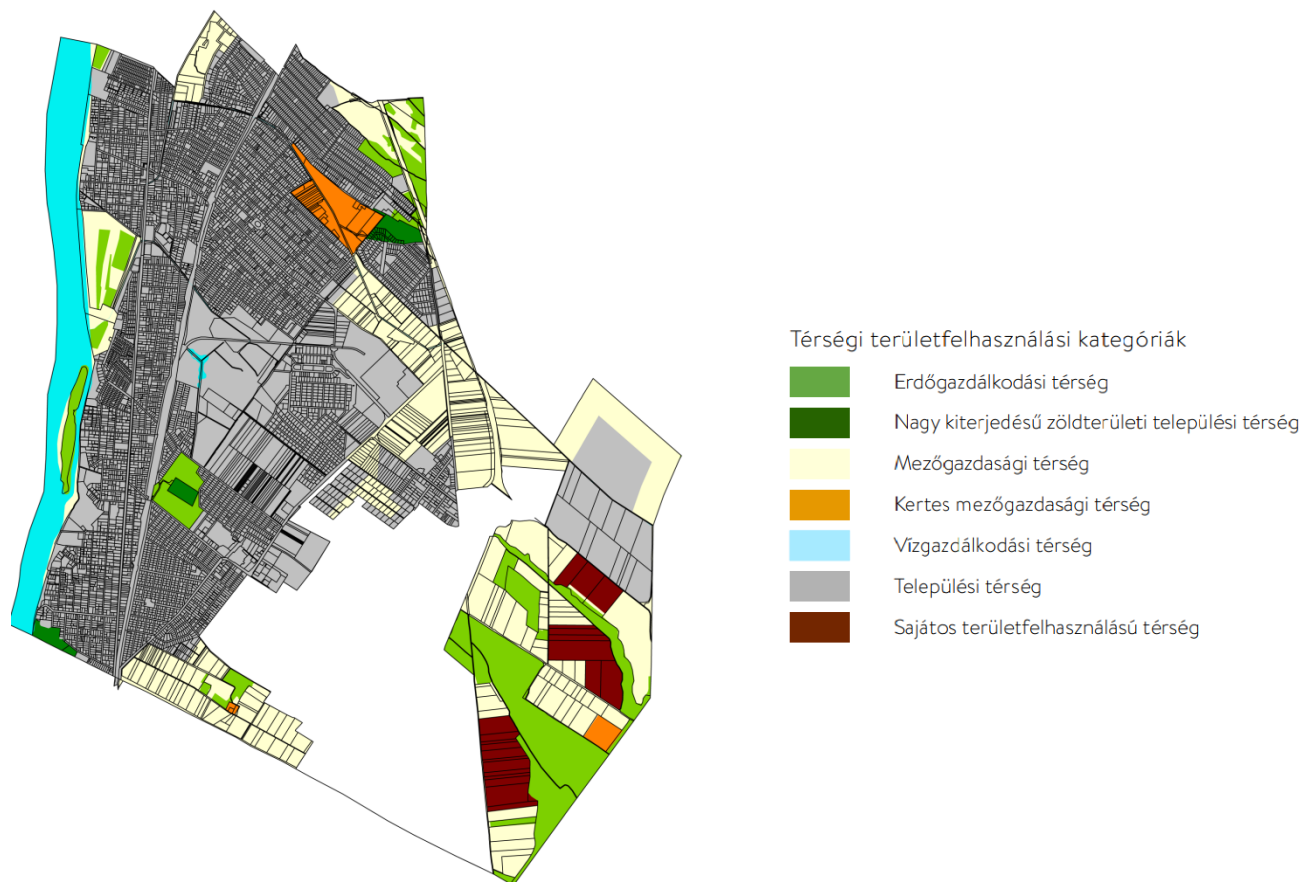 Térségi területfelhasználási kategóriák
Erdőgazdálkodási térség
Nagy kiterjedésű zöldterületi települési térség
Mezőgazdasági térség
Kertes mezőgazdasági térség
Vízgazdálkodási térség
Települési térség
Sajátos területfelhasználású térség